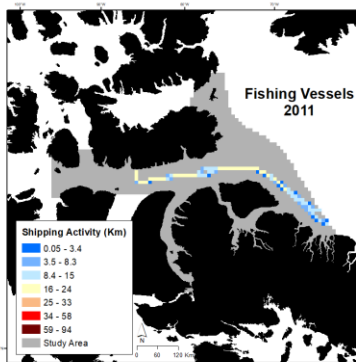 Fishing Vessels
2011
Shipping Activity (Km)
0.05 - 3.4
3.5 - 8.3
8.4 - 15
16 - 24
25 - 33
34 - 58
59 - 94
Study Area
N
0 60 120 Km